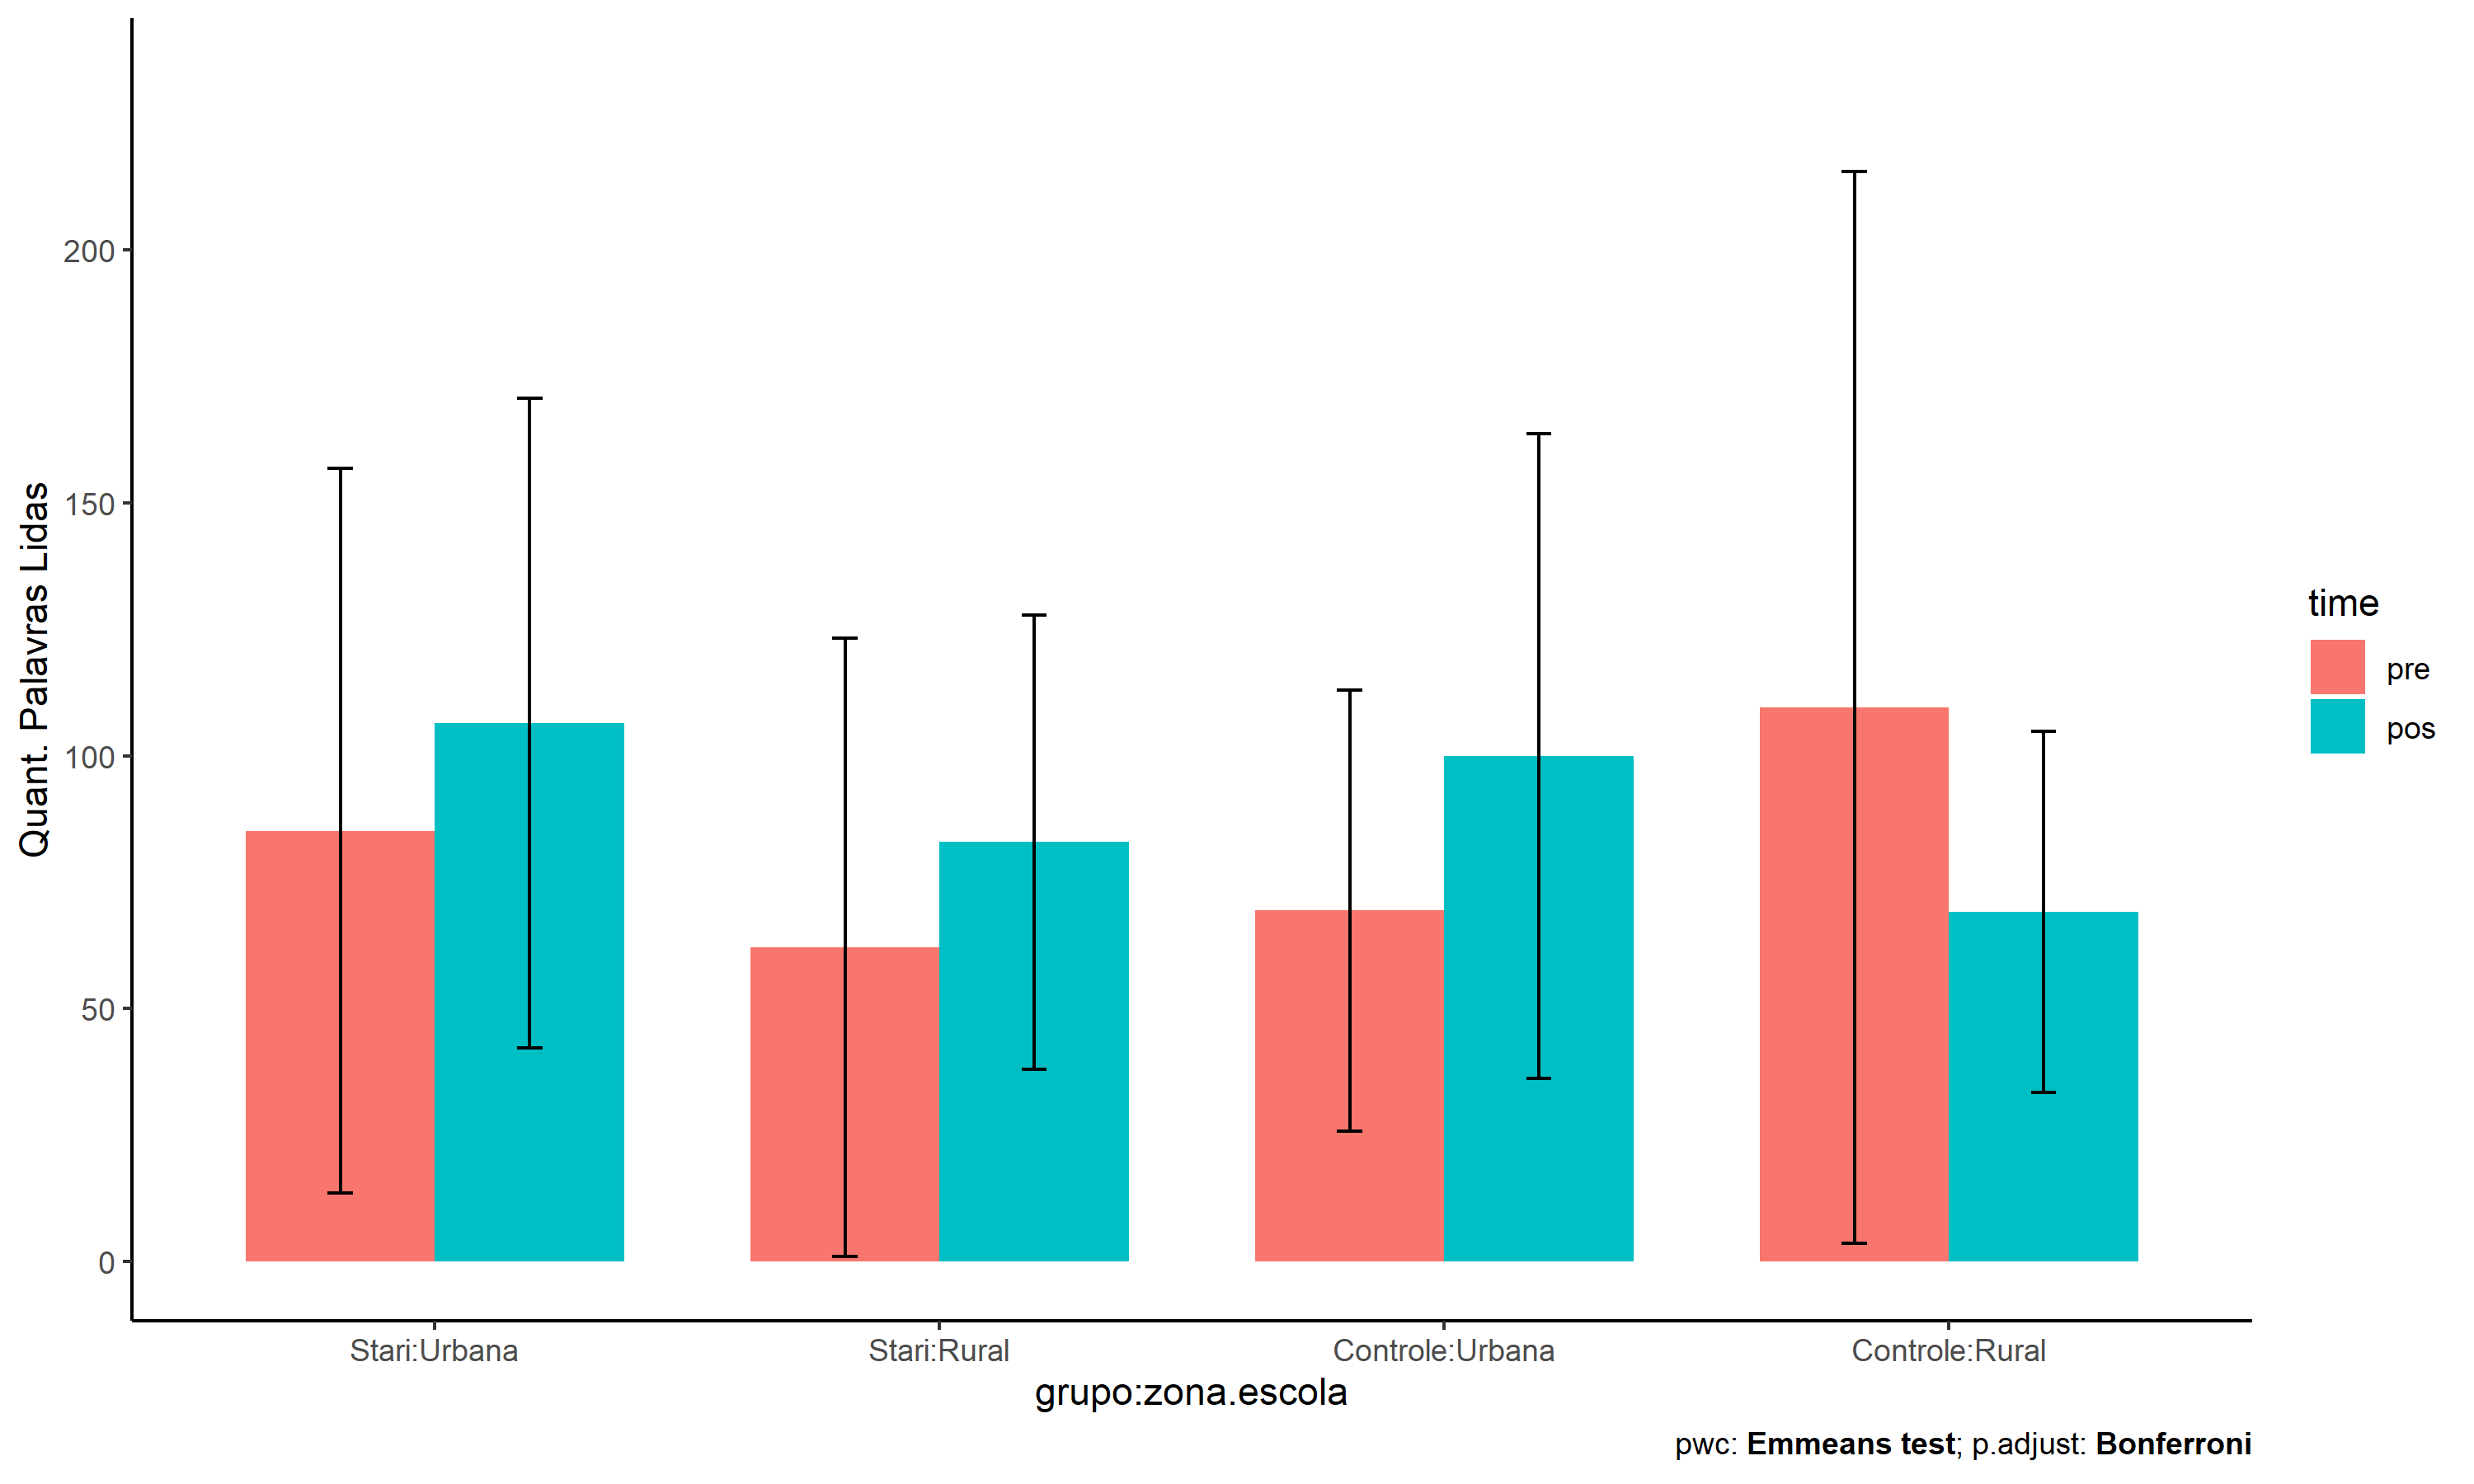 Quant. Palavras Lidas
200
150
100
50
0
Stari:Urbana
Stari:Rural
Controle:Urbana
Controle:Rural
grupo:zona.escola
time
pre
pos
pwc: Emmeans test; p.adjust: Bonferroni